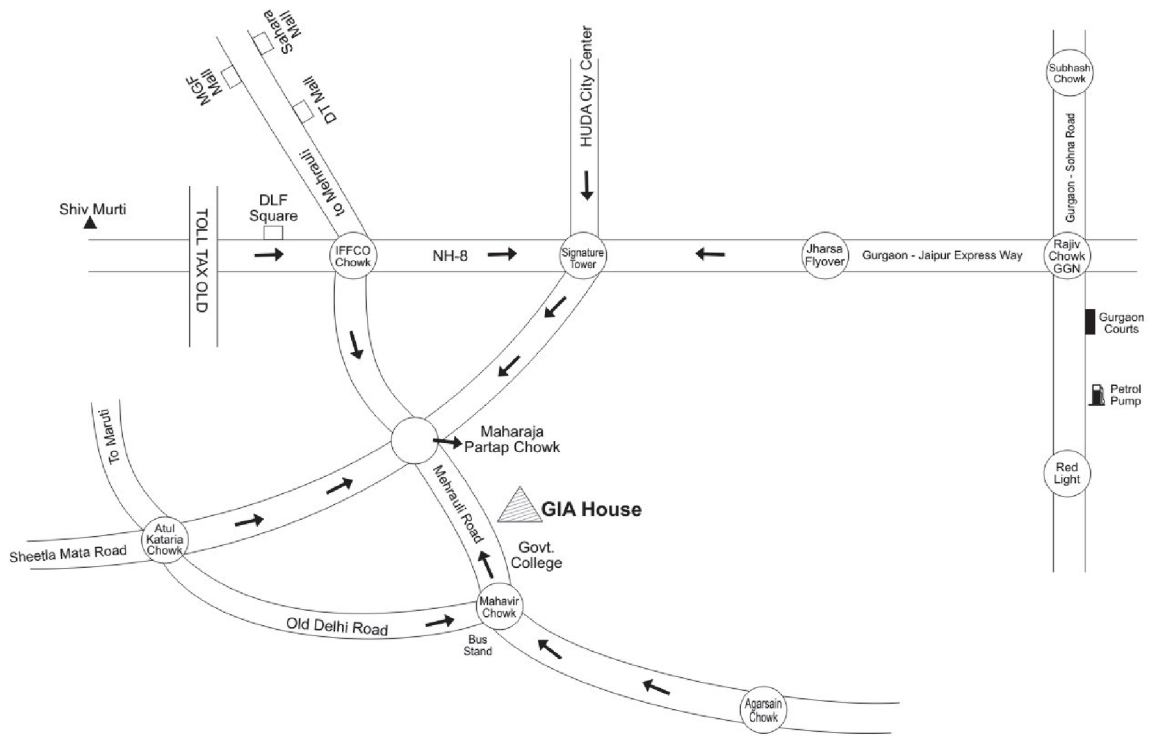 Sahara
Mall
MGF
Mall
DT Mall
to Mehrauli
HUDA City Center
Subhash
Chowk
Gurgaon - Sohna Road
Shiv Murti
TOLL TAX OLD
DLF
Square
IFFCO
Chowk
NH-8
Signature
Tower
Jharsa
Flyover
Gurgaon - Jaipur Express Way
Rajiv
Chowk
GGN
Gurgaon
Courts
Petrol
Pump
To Maruti
Maharaja
Partap Chowk
Red
Light
Mehrauli Road
GIA House
Atul
Kataria
Chowk
Sheetla Mata Road
Govt.
College
Mahavir
Chowk
Old Delhi Road
Bus
Stand
Agarsain
Chowk